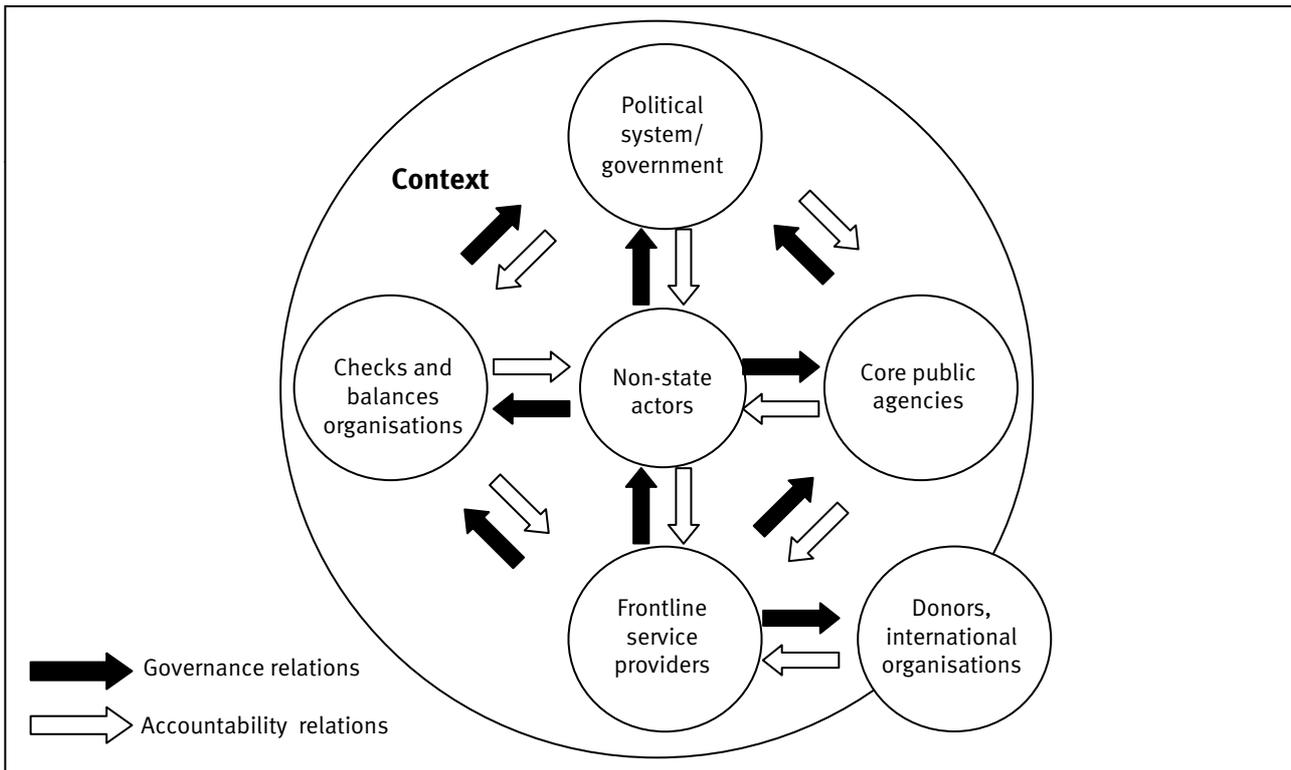 Political
system/
government
Context
Checks and
balances
organisations
Non-state
actors
Core public
agencies
Frontline
service
providers
Donors,
international
organisations
Governance relations
Accountability relations